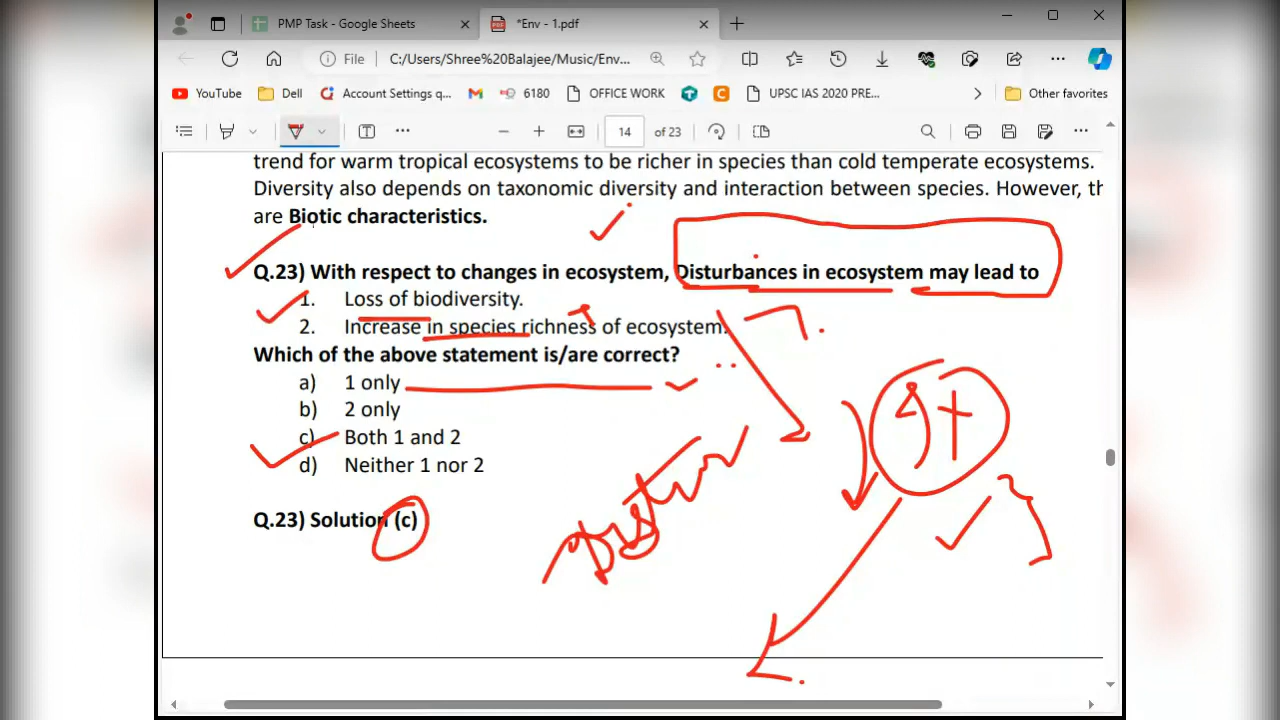 PMP Task - Google Sheets
*Env - 1.pdf
File C:/Users/Shree%20Balajee/Music/Env...
YouTube Dell Account Settings q... 6180 OFFICE WORK UPSC IAS 2020 PRE... Other favorites
14 of 23
trend for warm tropical ecosystems to be richer in species than cold temperate ecosystems.
Diversity also depends on taxonomic diversity and interaction between species. However, th
are Biotic characteristics.
Q.23) With respect to changes in ecosystem, Disturbances in ecosystem may lead to
1. Loss of biodiversity.
2. Increase in species richness of ecosystem.
Which of the above statement is/are correct?
a) 1 only
b) 2 only
c) Both 1 and 2
d) Neither 1 nor 2
Q.23) Solution (c)